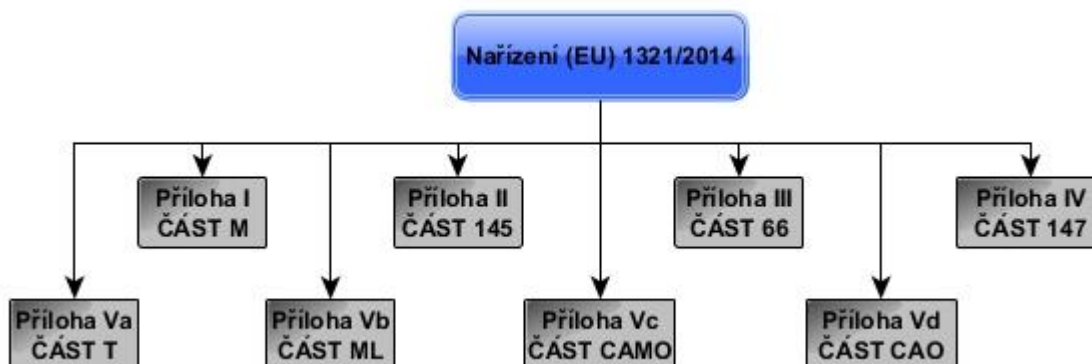 Nařízení (EU) 1321/2014
Příloha I
ČÁST M
Příloha II
ČÁST 145
Příloha III
ČÁST 66
Příloha IV
ČÁST 147
Příloha Va
ČÁST T
Příloha Vb
ČÁST ML
Příloha Vc
ČÁST CAMO
Příloha Vd
ČÁST CAO